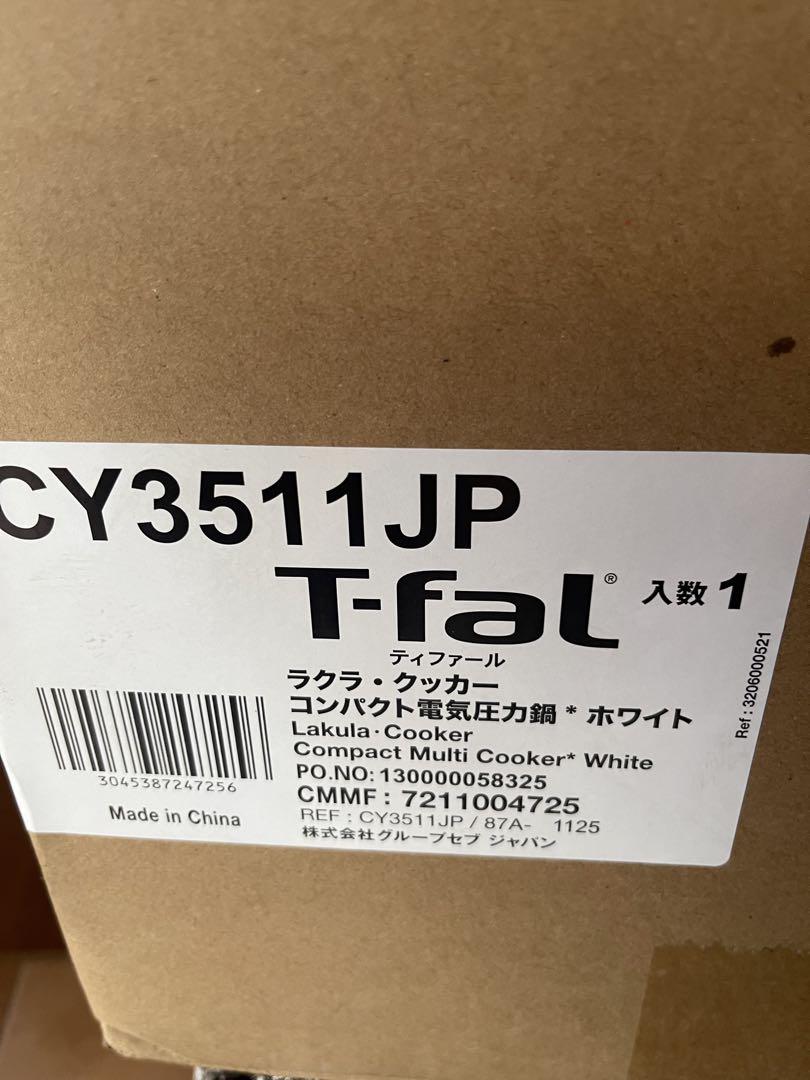 CY3511JP
T-fal® 入数 1
ティファール
ラクラ・クッカー
コンパクト電気圧力鍋 * ホワイト
Lakula・Cooker
Compact Multi Cooker* White
PO.NO: 130000058325
CMMF : 7211004725
REF : CY3511JP / 87A- 1125
株式会社グループセブ ジャパン
3045387247256
Made in China
Ref : 3206000521